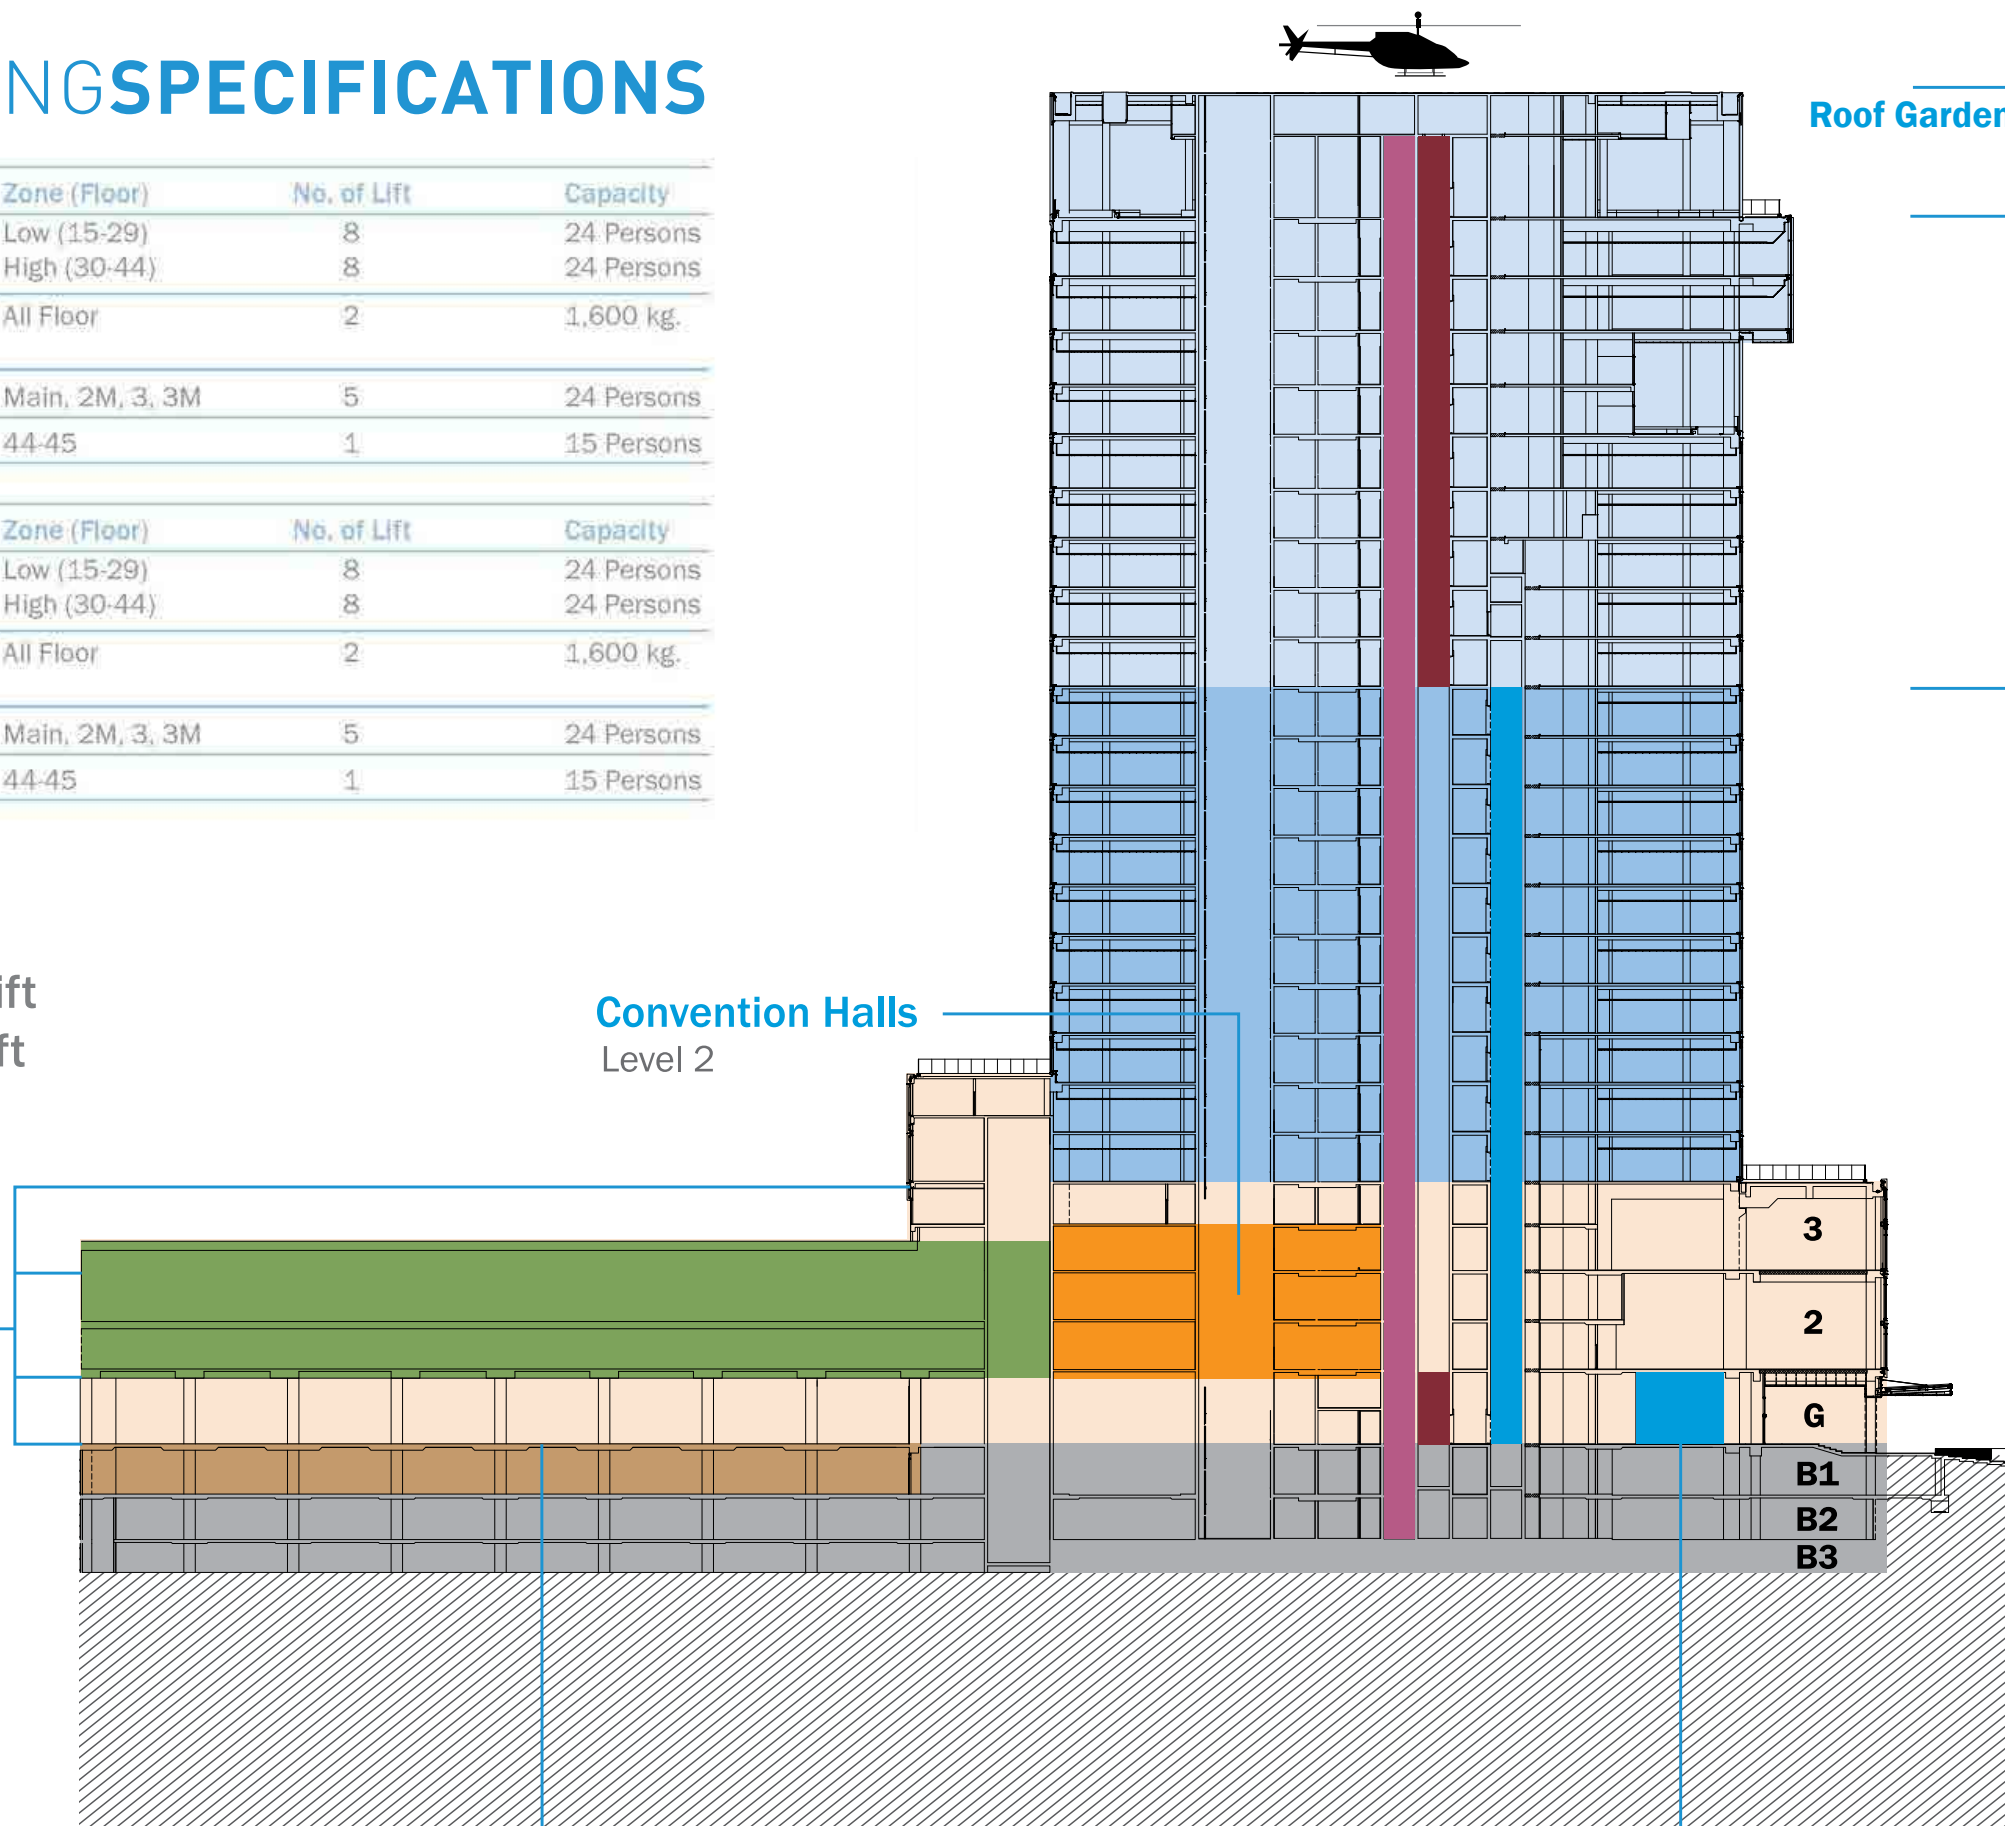 NGSPECIFICATIONS
Zone (Floor) No. of Lift Capacity
Low (15-29) 8 24 Persons
High (30-44) 8 24 Persons
All Floor 2 1,600 kg.
Main, 2M, 3, 3M 5 24 Persons
44-45 1 15 Persons
Zone (Floor) No. of Lift Capacity
Low (15-29) 8 24 Persons
High (30-44) 8 24 Persons
All Floor 2 1,600 kg.
Main, 2M, 3, 3M 5 24 Persons
44-45 1 15 Persons
Roof Garden
ift
ft
Convention Halls
Level 2
3
2
G
B1
B2
B3